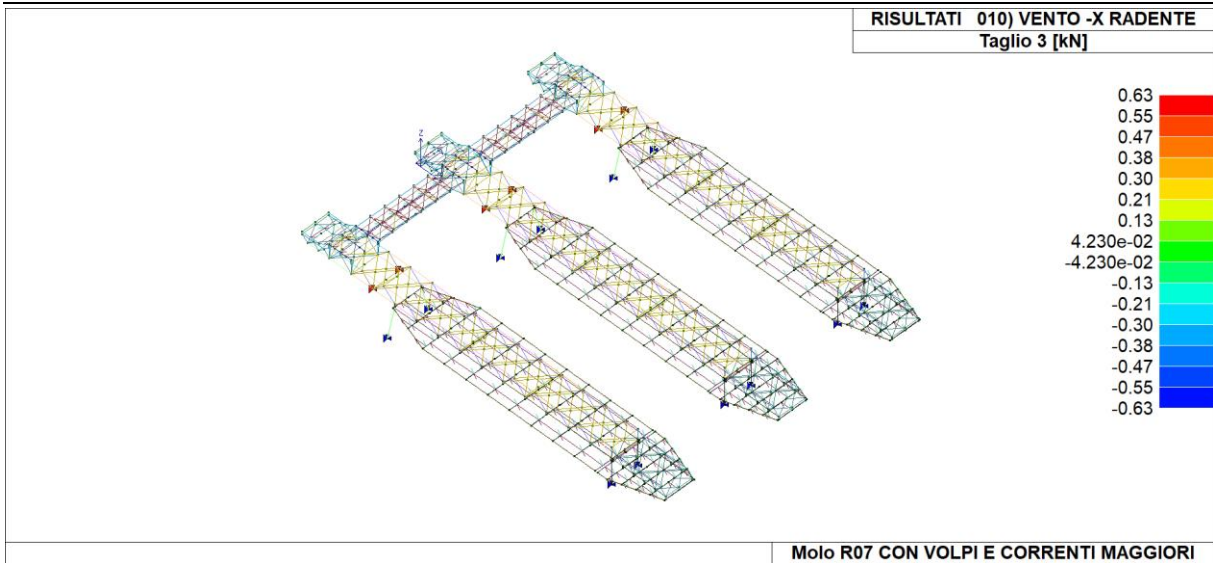 RISULTATI 010) VENTO -X RADENTE
Taglio 3 [kN]
Z
0.63
0.55
0.47
0.38
0.30
0.21
0.13
4.230e-02
-4.230e-02
-0.13
-0.21
-0.30
-0.38
-0.47
-0.55
-0.63
Molo R07 CON VOLPI E CORRENTI MAGGIORI